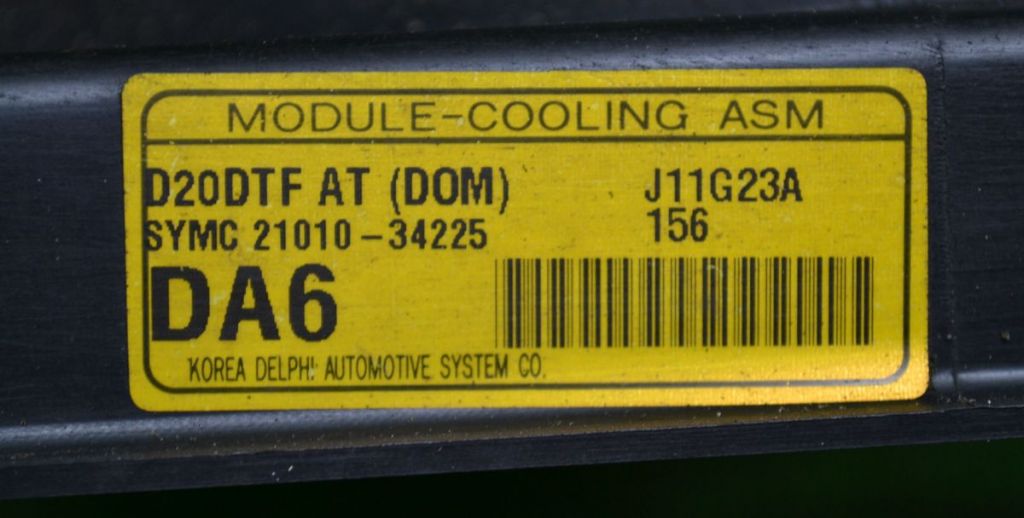 MODULE-COOLING ASM
D20DTF AT (DOM) J11G23A
SYMC 21010-34225 156
DA6
KOREA DELPHI AUTOMOTIVE SYSTEM CO.